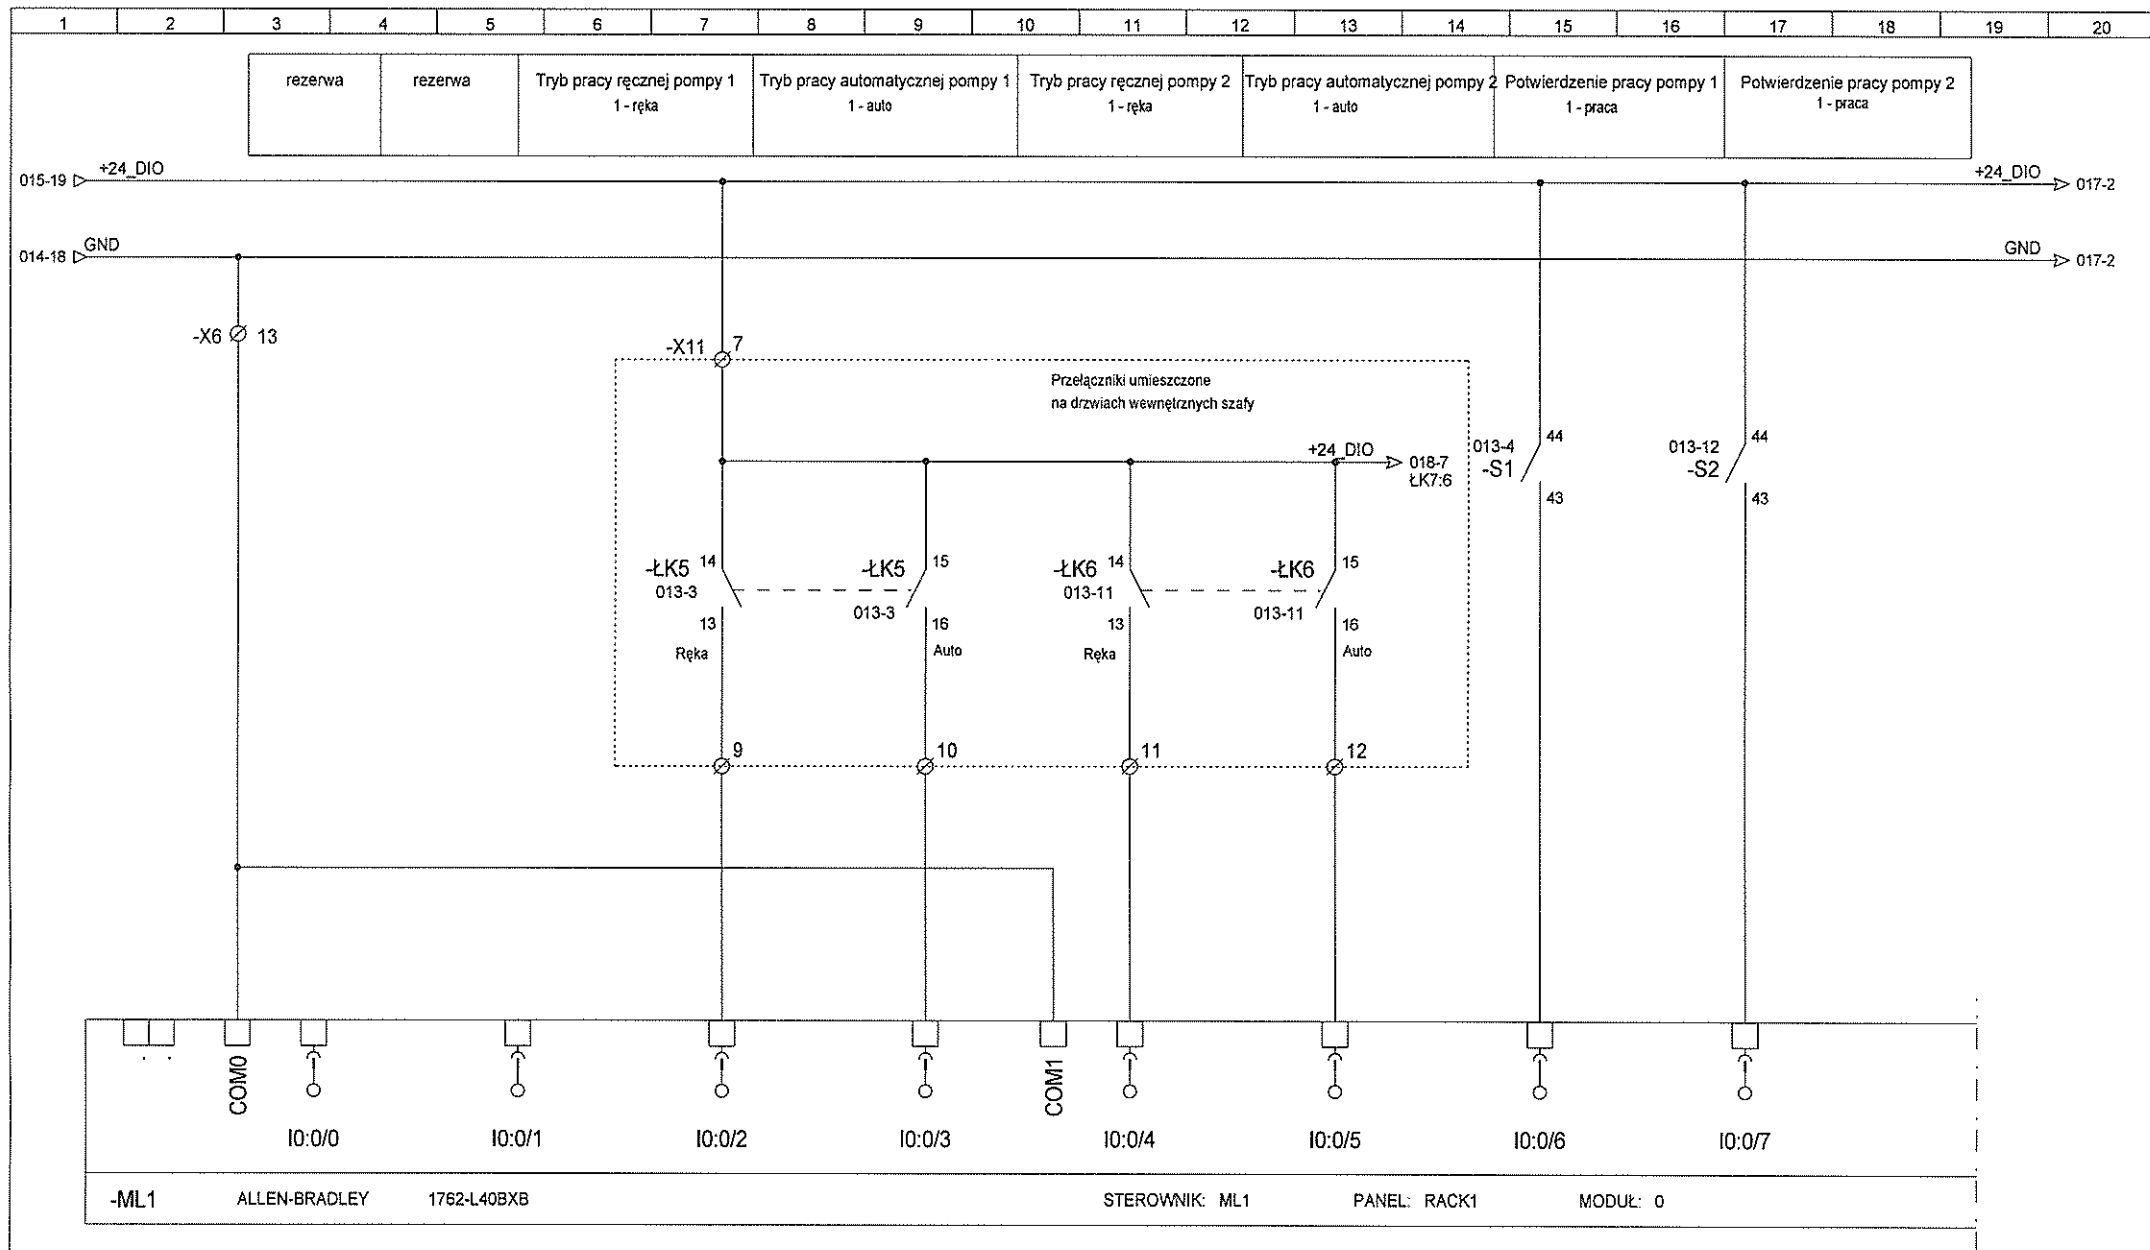 1 2 3 4 5 6 7 8 9 10 11 12 13 14 15 16 17 18 19 20
rezerwa
rezerwa
Tryb pracy ręcznej pompy 1
1 - ręka
Tryb pracy automatycznej pompy 1
1 - auto
Tryb pracy ręcznej pompy 2
1 - ręka
Tryb pracy automatycznej pompy 2
1 - auto
Potwierdzenie pracy pompy 1
1 - praca
Potwierdzenie pracy pompy 2
1 - praca
015-19 +24_DIO +24_DIO 017-2
014-18 GND GND 017-2
-X6 13
-X11 7
Przełączniki umieszczone
na drzwiach wewnętrznych szafy
+24_DIO 018-7
ŁK7:6
013-4 44
-S1
43
013-12 44
-S2
43
-ŁK5 14
013-3
13
Ręka
-ŁK5 15
013-3
16
Auto
-ŁK6 14
013-11
13
Ręka
-ŁK6 15
013-11
16
Auto
9 10 11 12
COM0 COM1
I0:0/0 I0:0/1 I0:0/2 I0:0/3 I0:0/4 I0:0/5 I0:0/6 I0:0/7
-ML1 ALLEN-BRADLEY 1762-L40BXB STEROWNIK: ML1 PANEL: RACK1 MODUŁ: 0